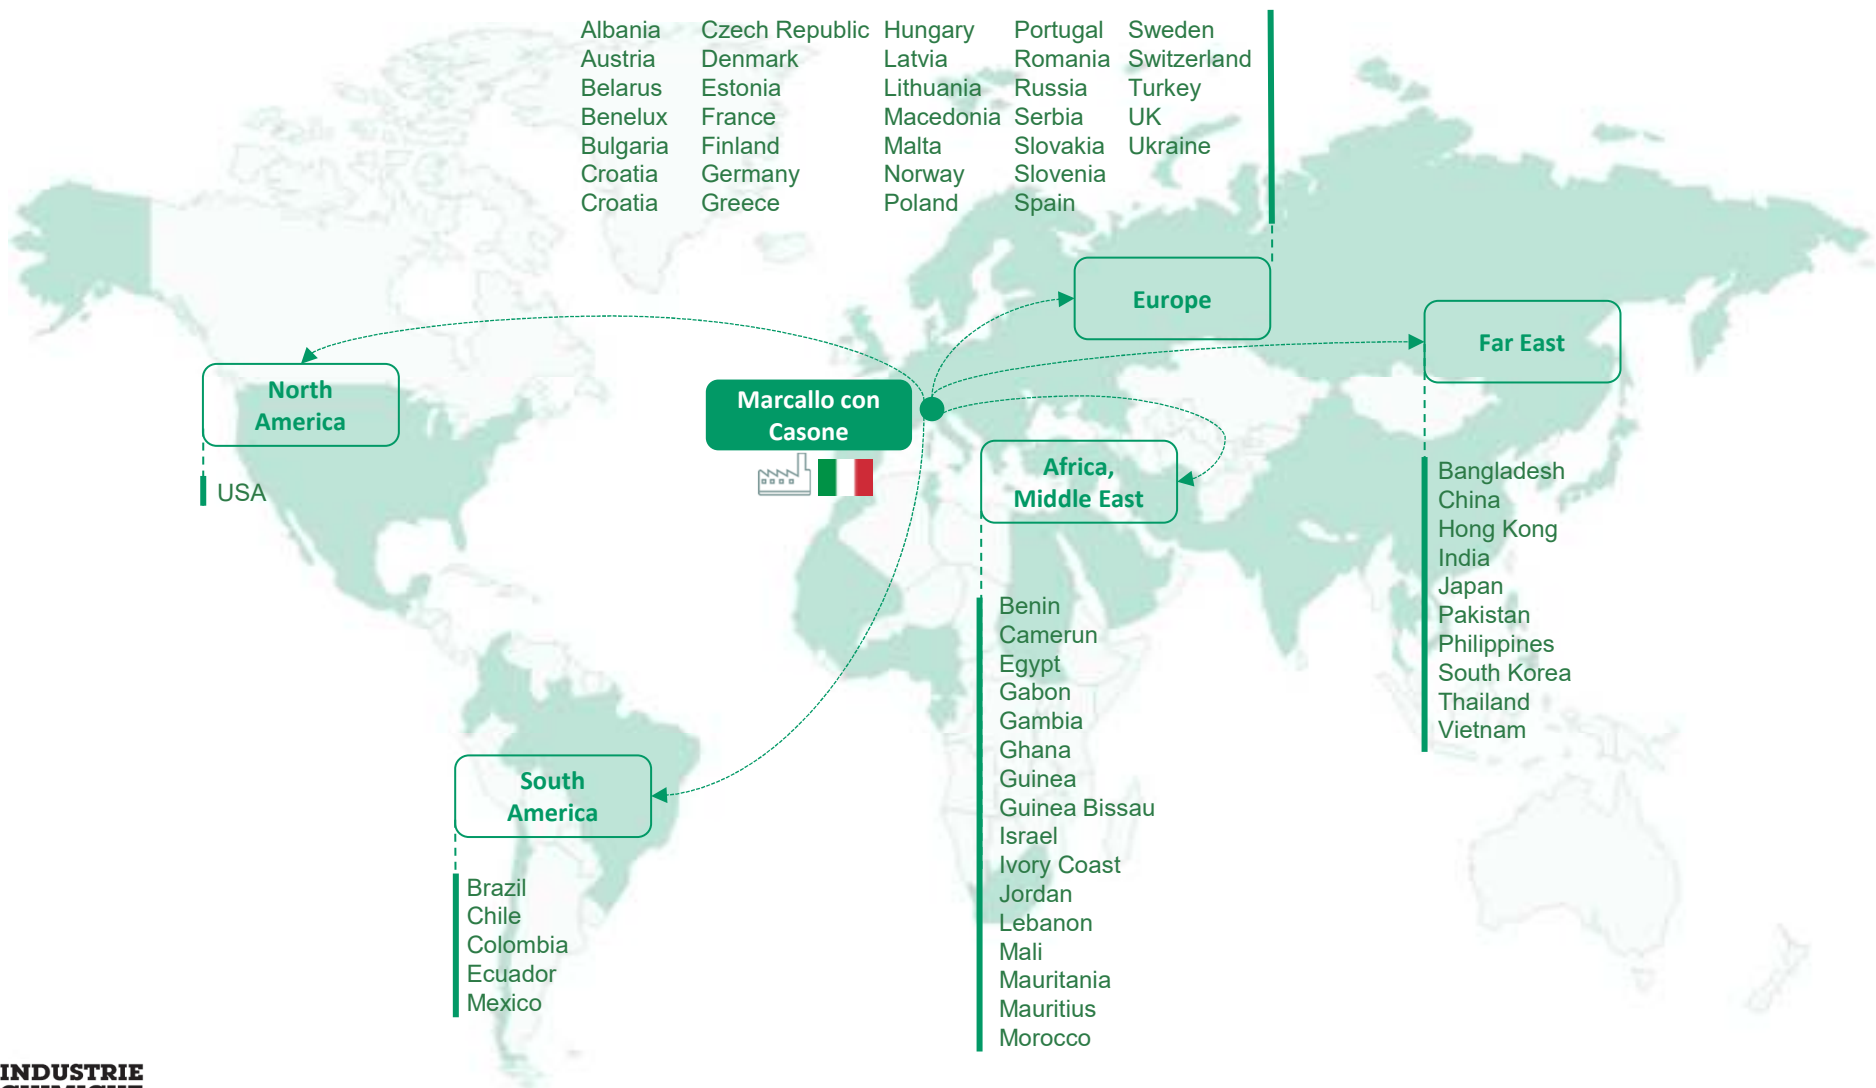 Albania
Austria
Belarus
Benelux
Bulgaria
Croatia
Croatia
Czech Republic
Denmark
Estonia
France
Finland
Germany
Greece
Hungary
Latvia
Lithuania
Macedonia
Malta
Norway
Poland
Portugal
Romania
Russia
Serbia
Slovakia
Slovenia
Spain
Sweden
Switzerland
Turkey
UK
Ukraine
Europe
Far East
North
America
USA
Marcallo con
Casone
Africa,
Middle East
Bangladesh
China
Hong Kong
India
Japan
Pakistan
Philippines
South Korea
Thailand
Vietnam
Benin
Camerun
Egypt
Gabon
Gambia
Ghana
Guinea
Guinea Bissau
Israel
Ivory Coast
Jordan
Lebanon
Mali
Mauritania
Mauritius
Morocco
South
America
Brazil
Chile
Colombia
Ecuador
Mexico
INDUSTRIE